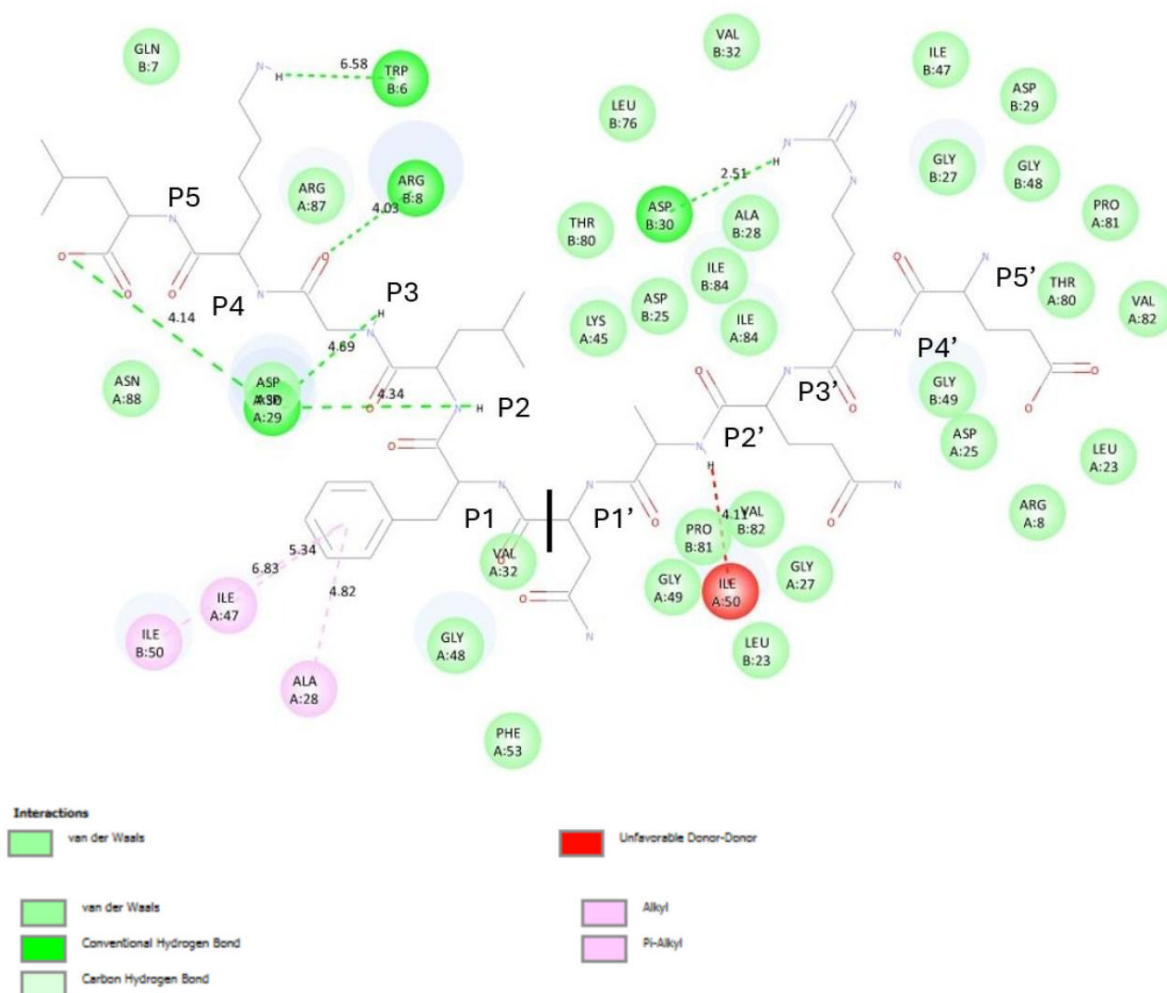 GLN
B:7
6.58
H
TRP
B:6
VAL
B:32
ILE
B:47
ASP
B:29
LEU
B:76
N
N
N
H
GLY
B:27
GLY
B:48
PRO
A:81
P5
ARG
A:87
ARG
B:8
4.03
2.51
ASP
B:30
ALA
B:28
N
THR
B:80
N
O
O
O
O
N
P4
N
O
P3
H
N
4.14
4.69
LYS
A:45
ASP
B:25
ILE
B:84
ILE
A:84
O
N
P5'
THR
A:80
VAL
A:82
N
P4'
ASN
A:88
ASP
A:30
ASP
A:29
4.34
O
N
H
P2
O
N
P3'
O
GLY
B:49
O
O
ASP
A:25
LEU
A:23
O
N
P2'
H
N
P1
O
N
P1'
O
4.11
PRO
B:81
VAL
B:82
O
N
ARG
A:8
5.34
6.83
4.82
VAL
A:32
GLY
A:49
ILE
A:50
GLY
A:27
ILE
A:47
ILE
B:50
O
N
GLY
A:48
LEU
B:23
ALA
A:28
PHE
A:53
Interactions
van der Waals
Unfavorable Donor-Donor
van der Waals
Alkyl
Conventional Hydrogen Bond
Pi-Alkyl
Carbon Hydrogen Bond